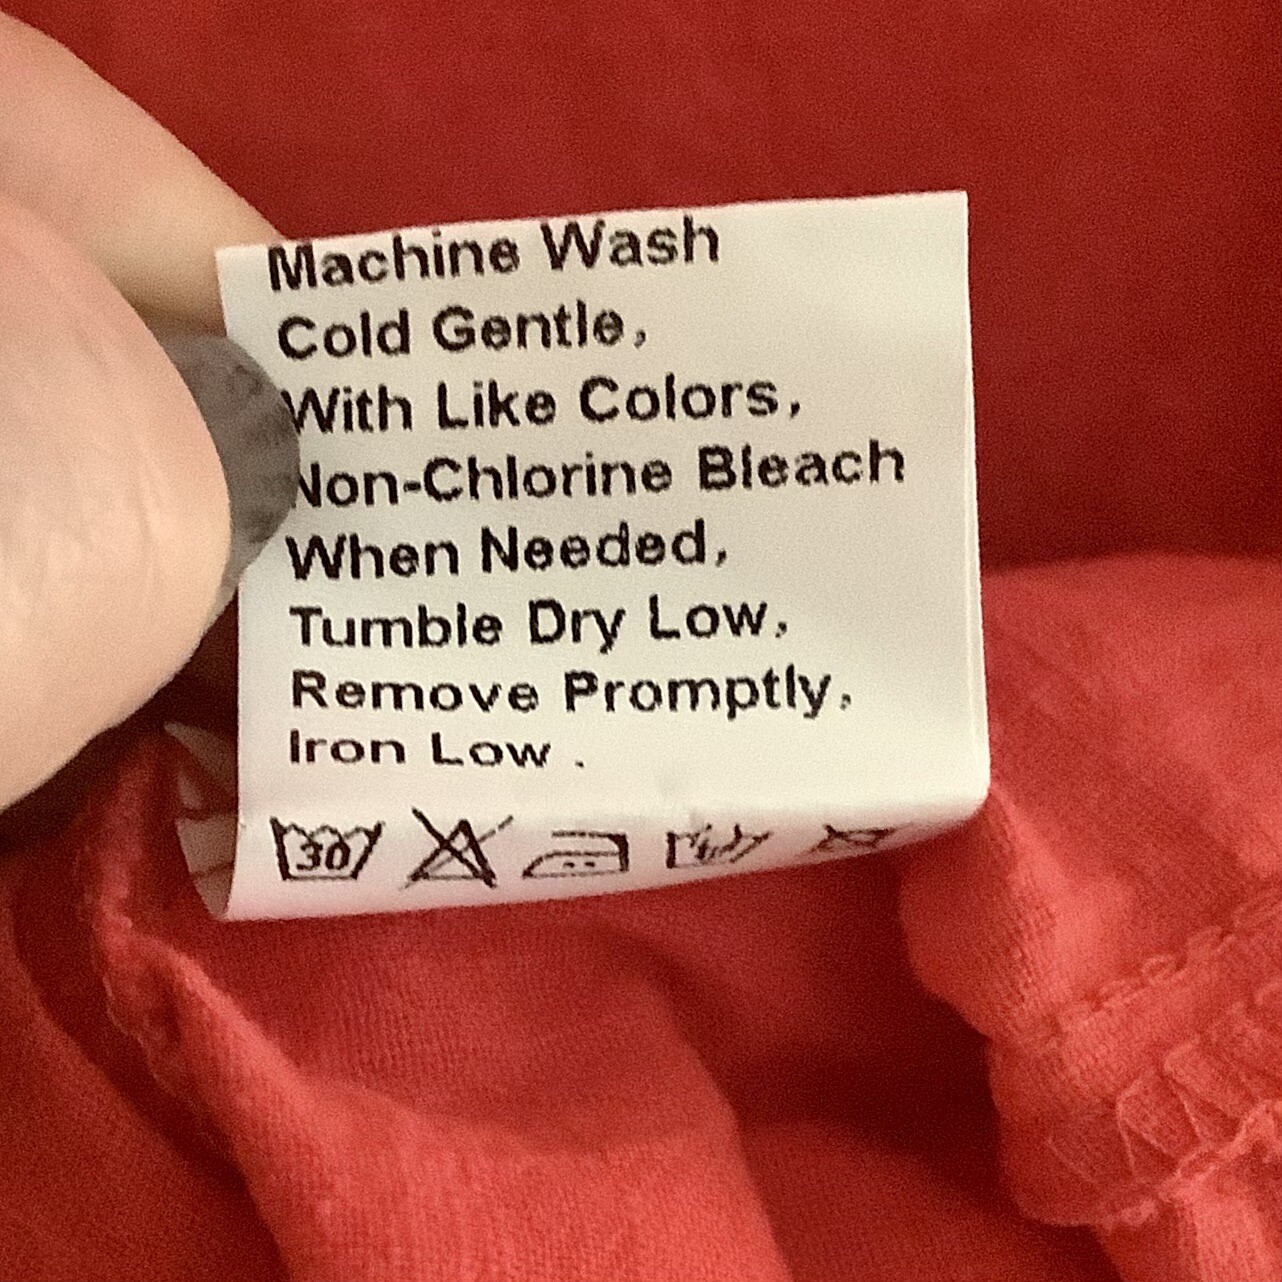 Machine Wash
Cold Gentle,
With Like Colors,
Non-Chlorine Bleach
When Needed,
Tumble Dry Low,
Remove Promptly,
Iron Low .
30